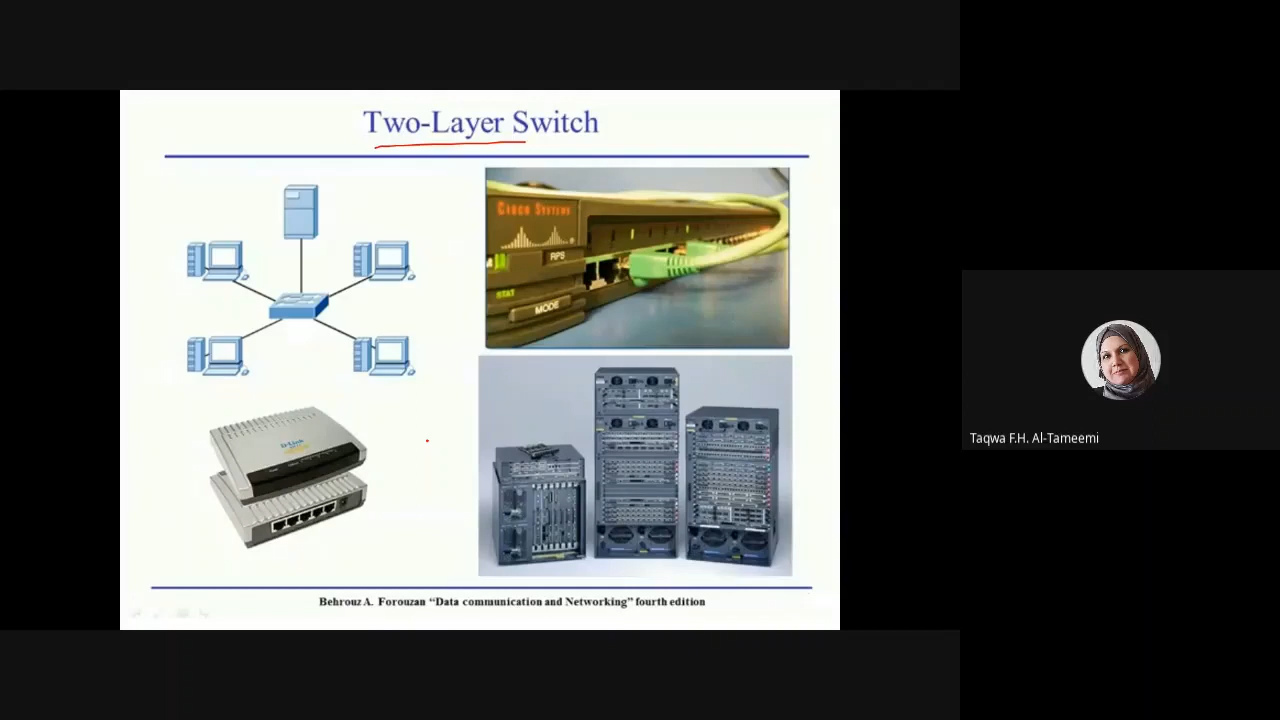 Two-Layer Switch
CISCO SYSTEMS
RPS
STAT
MODE
D-Link
Taqwa F.H. Al-Tameemi
Behrouz A. Forouzan “Data communication and Networking” fourth edition